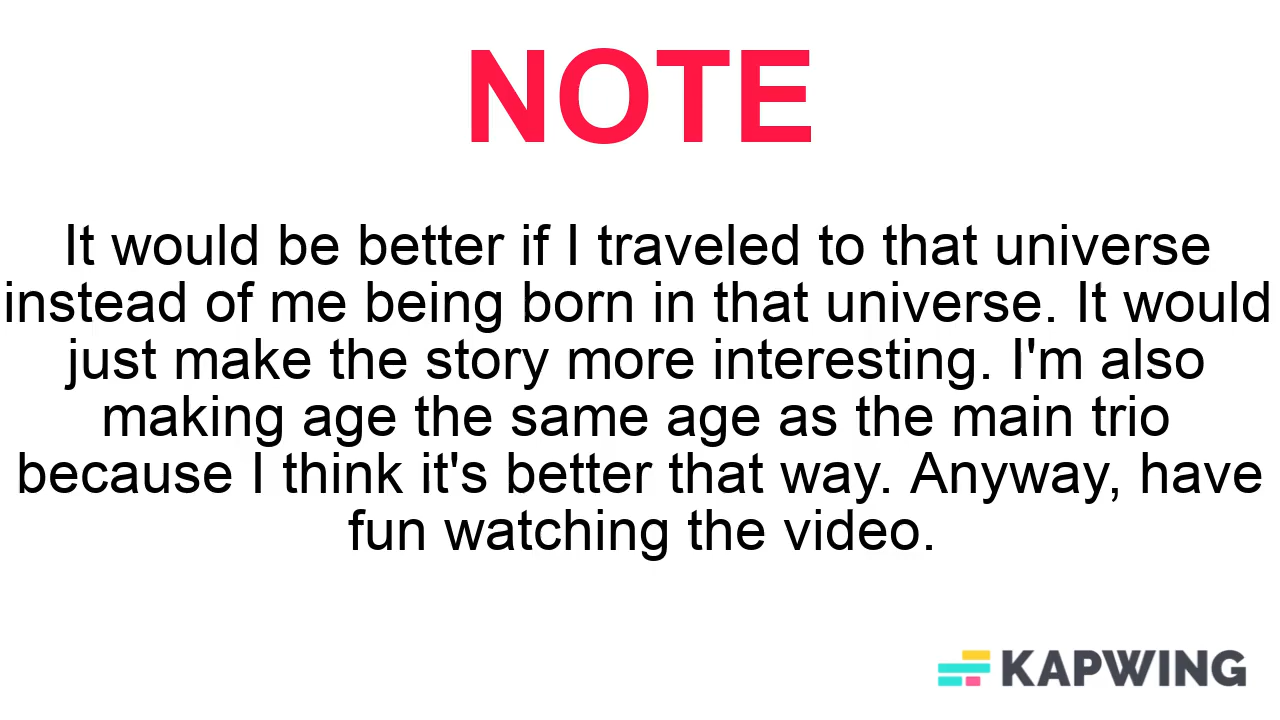 NOTE
It would be better if I traveled to that universe
instead of me being born in that universe. It would
just make the story more interesting. I'm also
making age the same age as the main trio
because I think it's better that way. Anyway, have
fun watching the video.
KAPWING